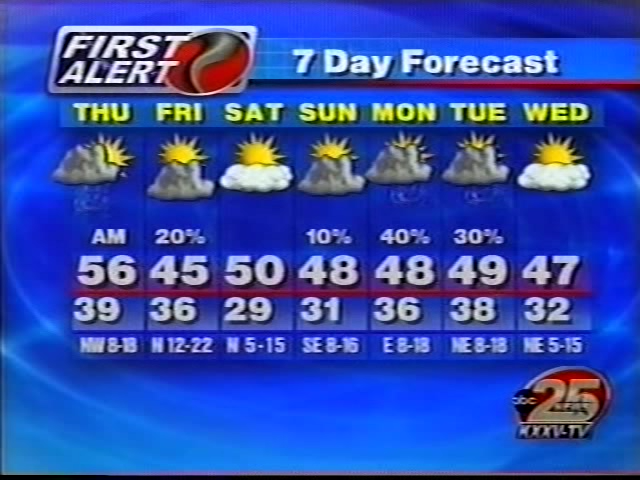 FIRST ALERT
7 Day Forecast
THU FRI SAT SUN MON TUE WED
AM 20% 10% 40% 30%
56 45 50 48 48 49 47
39 36 29 31 36 38 32
NW 8-18 N 12-22 N 5-15 SE 8-16 E 8-18 NE 8-18 NE 5-15
abc 25
KXXV-TV